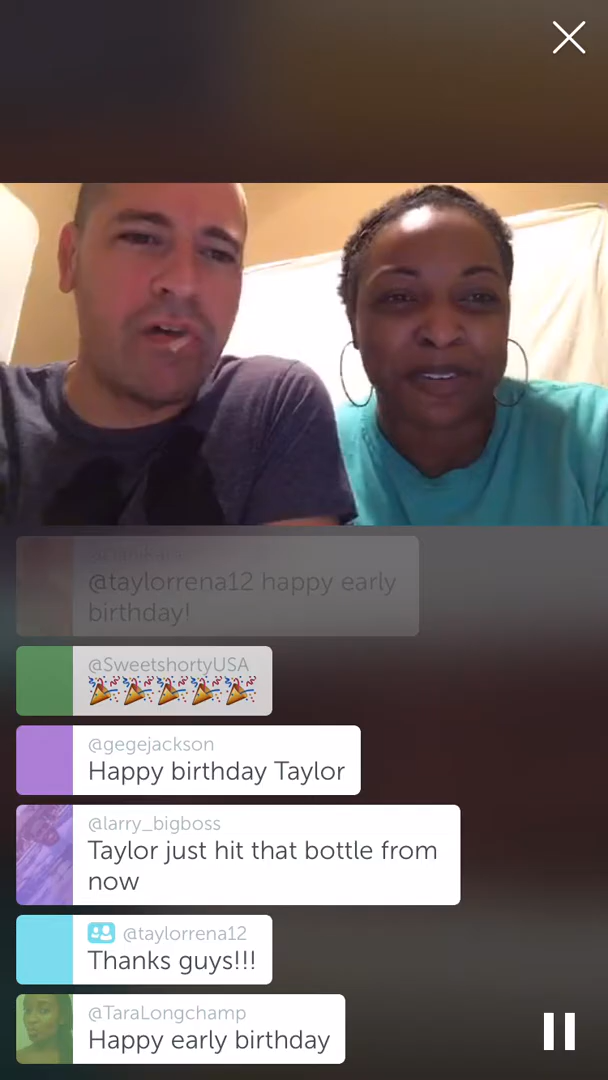 @taylorrena12 happy early
birthday!
@SweetshortyUSA
@gegejackson
Happy birthday Taylor
@larry_bigboss
Taylor just hit that bottle from
now
@taylorrena12
Thanks guys!!!
@TaraLongchamp
Happy early birthday